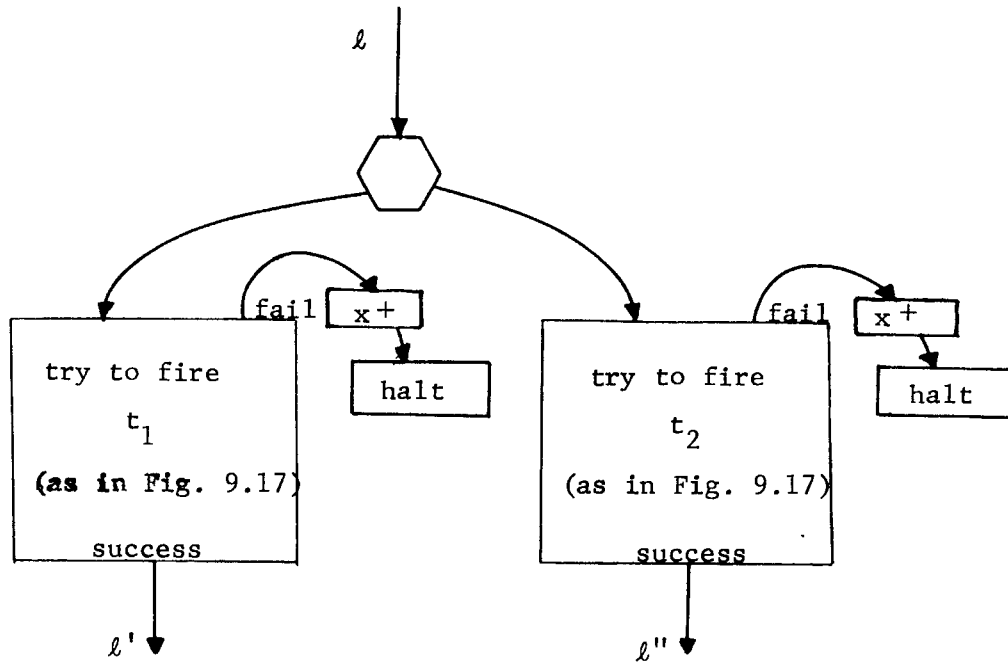 ℓ
fail
x+
halt
try to fire
t₁
(as in Fig. 9.17)
success
ℓ'
fail
x+
halt
try to fire
t₂
(as in Fig. 9.17)
success
ℓ"